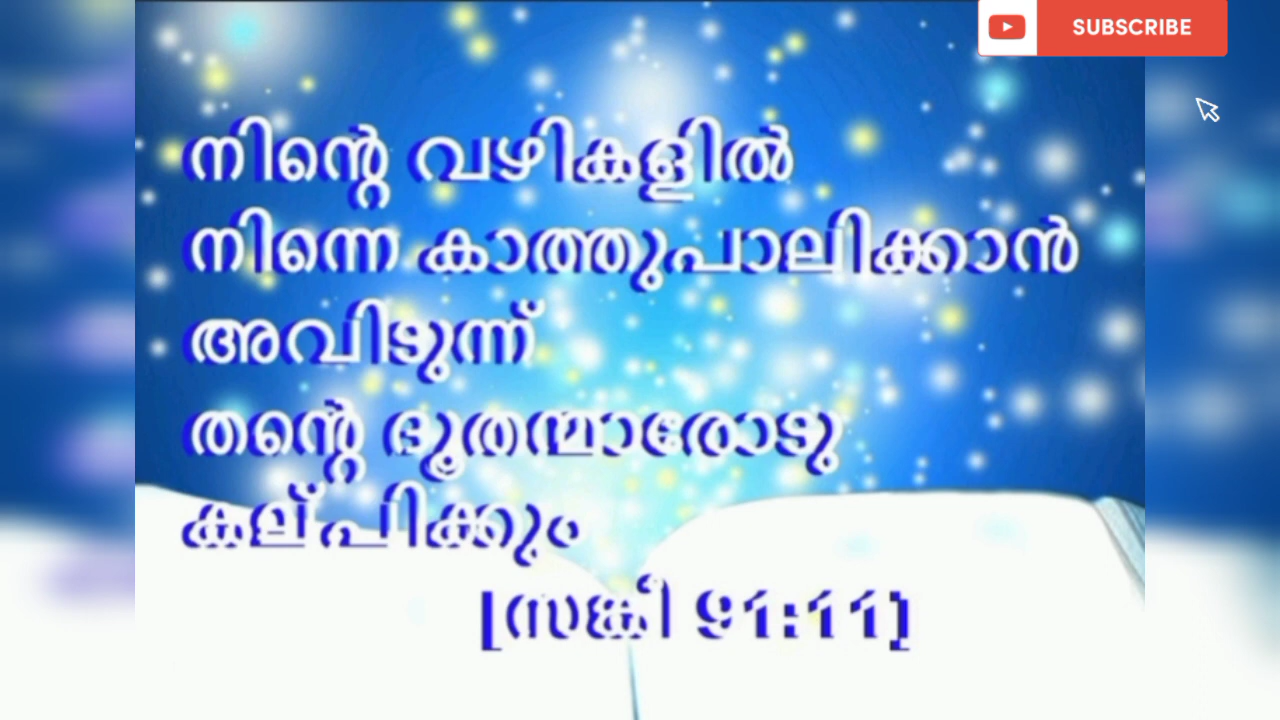 SUBSCRIBE
നിന്റെ വഴികളിൽ
നിന്നെ കാത്തുപാലിക്കാൻ
അവിടുന്ന്
തന്റെ ദൂതന്മാരോടു
കല്പിക്കും
[സങ്കീ 91:11]